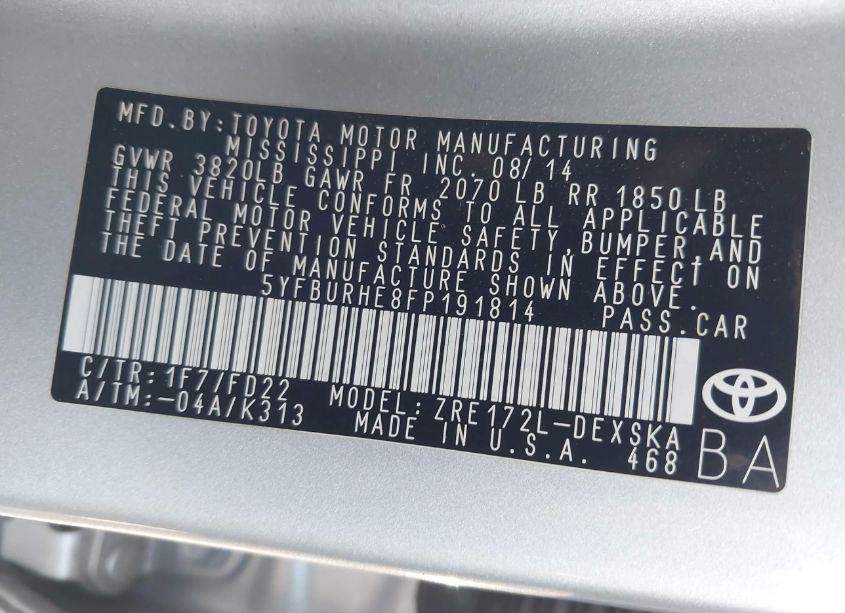 MFD.BY:TOYOTA MOTOR MANUFACTURING
MISSISSIPPI INC. 08/14
GVWR 3820LB GAWR FR 2070 LB RR 1850LB
THIS VEHICLE CONFORMS TO ALL APPLICABLE
FEDERAL MOTOR VEHICLE SAFETY,BUMPER,AND
THEFT PREVENTION STANDARDS IN EFFECT ON
THE DATE OF MANUFACTURE SHOWN ABOVE.
5YFBURHE8FP191814 PASS.CAR
C/TR:1F7/FD22 MODEL:ZRE172L-DEXSKA
A/TM:-04A/K313 MADE IN U.S.A. 468
BA